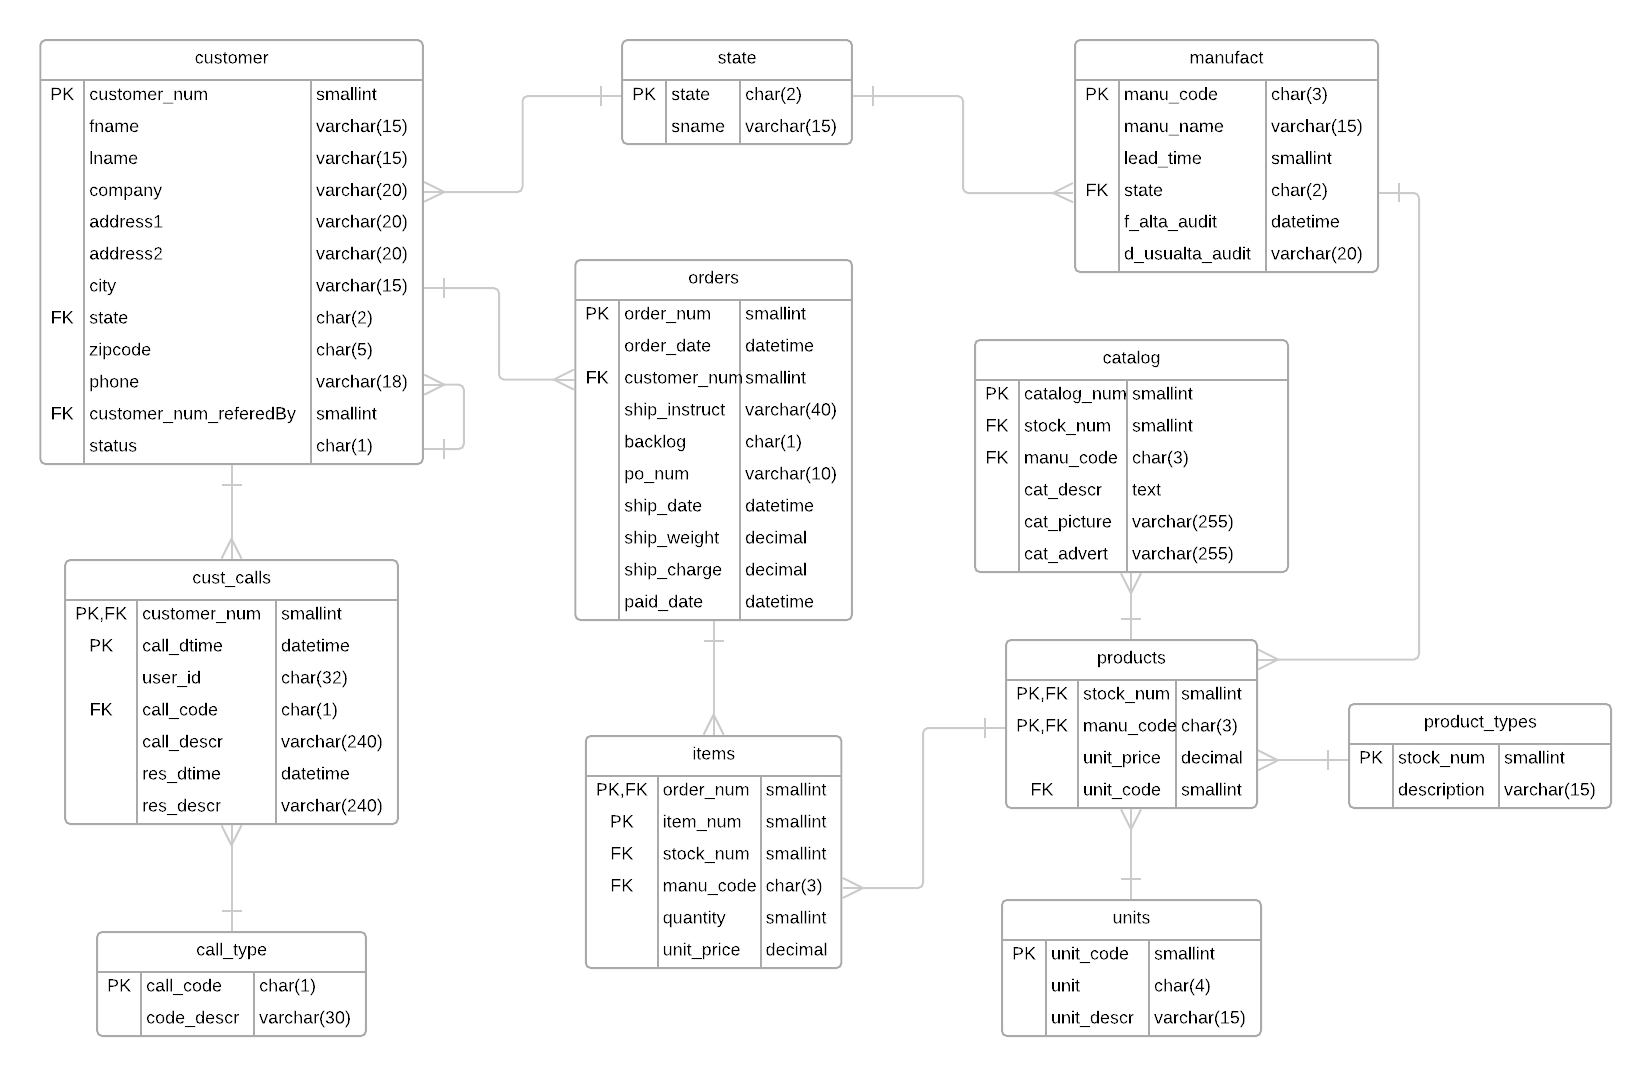 customer
PK customer_num smallint
fname varchar(15)
lname varchar(15)
company varchar(20)
address1 varchar(20)
address2 varchar(20)
city varchar(15)
FK state char(2)
zipcode char(5)
phone varchar(18)
FK customer_num_referedBy smallint
status char(1)
state
PK state char(2)
sname varchar(15)
manufact
PK manu_code char(3)
manu_name varchar(15)
lead_time smallint
FK state char(2)
f_alta_audit datetime
d_usualta_audit varchar(20)
orders
PK order_num smallint
order_date datetime
FK customer_num smallint
ship_instruct varchar(40)
backlog char(1)
po_num varchar(10)
ship_date datetime
ship_weight decimal
ship_charge decimal
paid_date datetime
catalog
PK catalog_num smallint
FK stock_num smallint
FK manu_code char(3)
cat_descr text
cat_picture varchar(255)
cat_advert varchar(255)
cust_calls
PK,FK customer_num smallint
PK call_dtime datetime
user_id char(32)
FK call_code char(1)
call_descr varchar(240)
res_dtime datetime
res_descr varchar(240)
items
PK,FK order_num smallint
PK item_num smallint
FK stock_num smallint
FK manu_code char(3)
quantity smallint
unit_price decimal
products
PK,FK stock_num smallint
PK,FK manu_code char(3)
unit_price decimal
FK unit_code smallint
product_types
PK stock_num smallint
description varchar(15)
call_type
PK call_code char(1)
code_descr varchar(30)
units
PK unit_code smallint
unit char(4)
unit_descr varchar(15)